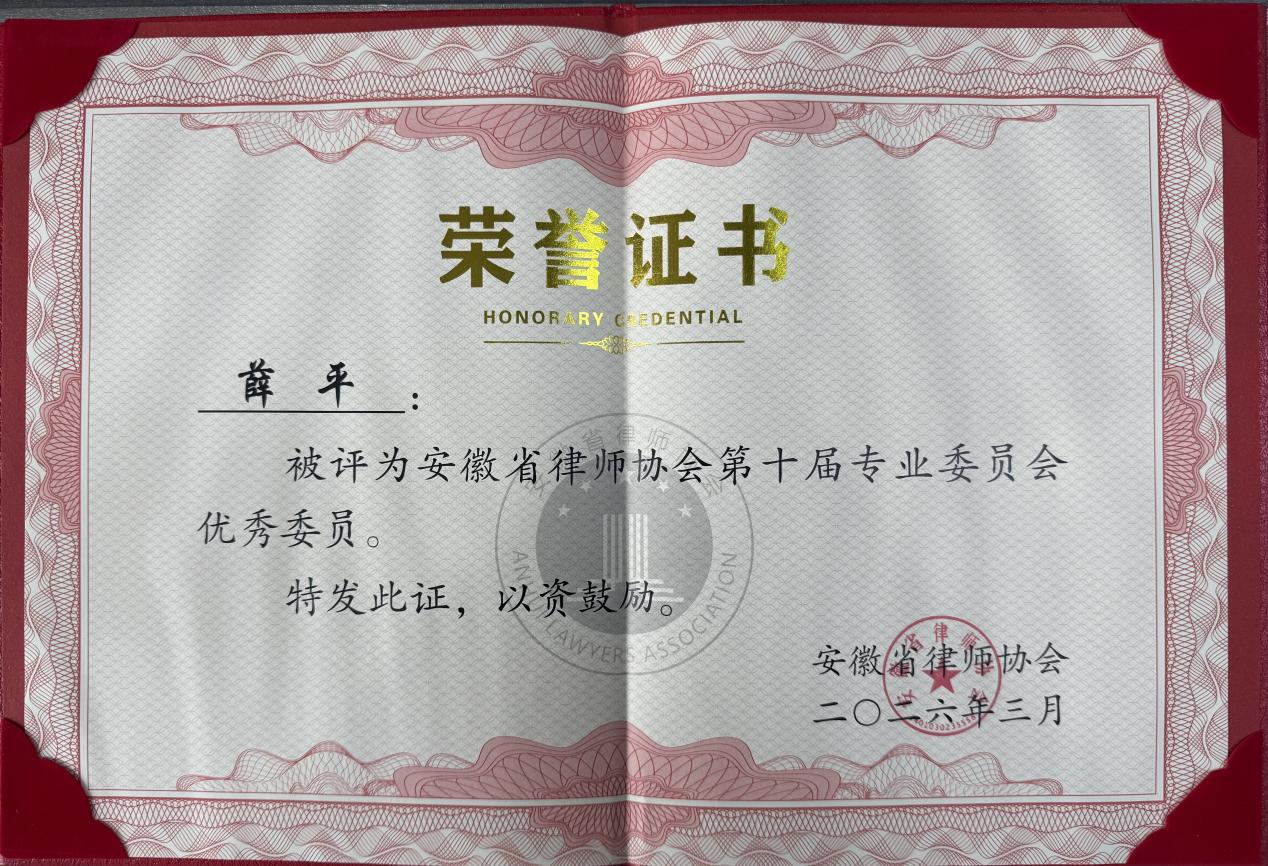 荣誉证书
HONORARY CREDENTIAL
薛 平：
被评为安徽省律师协会第十届专业委员会
优秀委员。
特发此证，以资鼓励。
安徽省律师协会
二〇二六年三月
LAWYERS ASSOCIATION